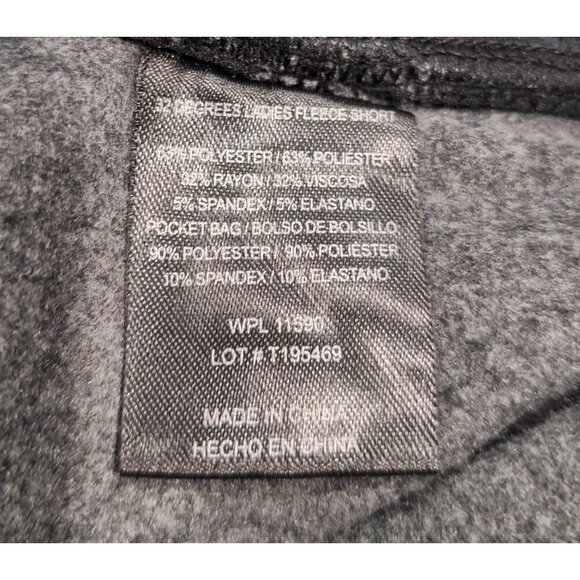 32 DEGREES LADIES FLEECE SHORT
63% POLYESTER / 63% POLIESTER
32% RAYON / 32% VISCOSA
5% SPANDEX / 5% ELASTANO
POCKET BAG / BOLSO DE BOLSILLO
90% POLYESTER / 90% POLIESTER
10% SPANDEX / 10% ELASTANO
WPL 11590
LOT # T195469
MADE IN CHINA
HECHO EN CHINA